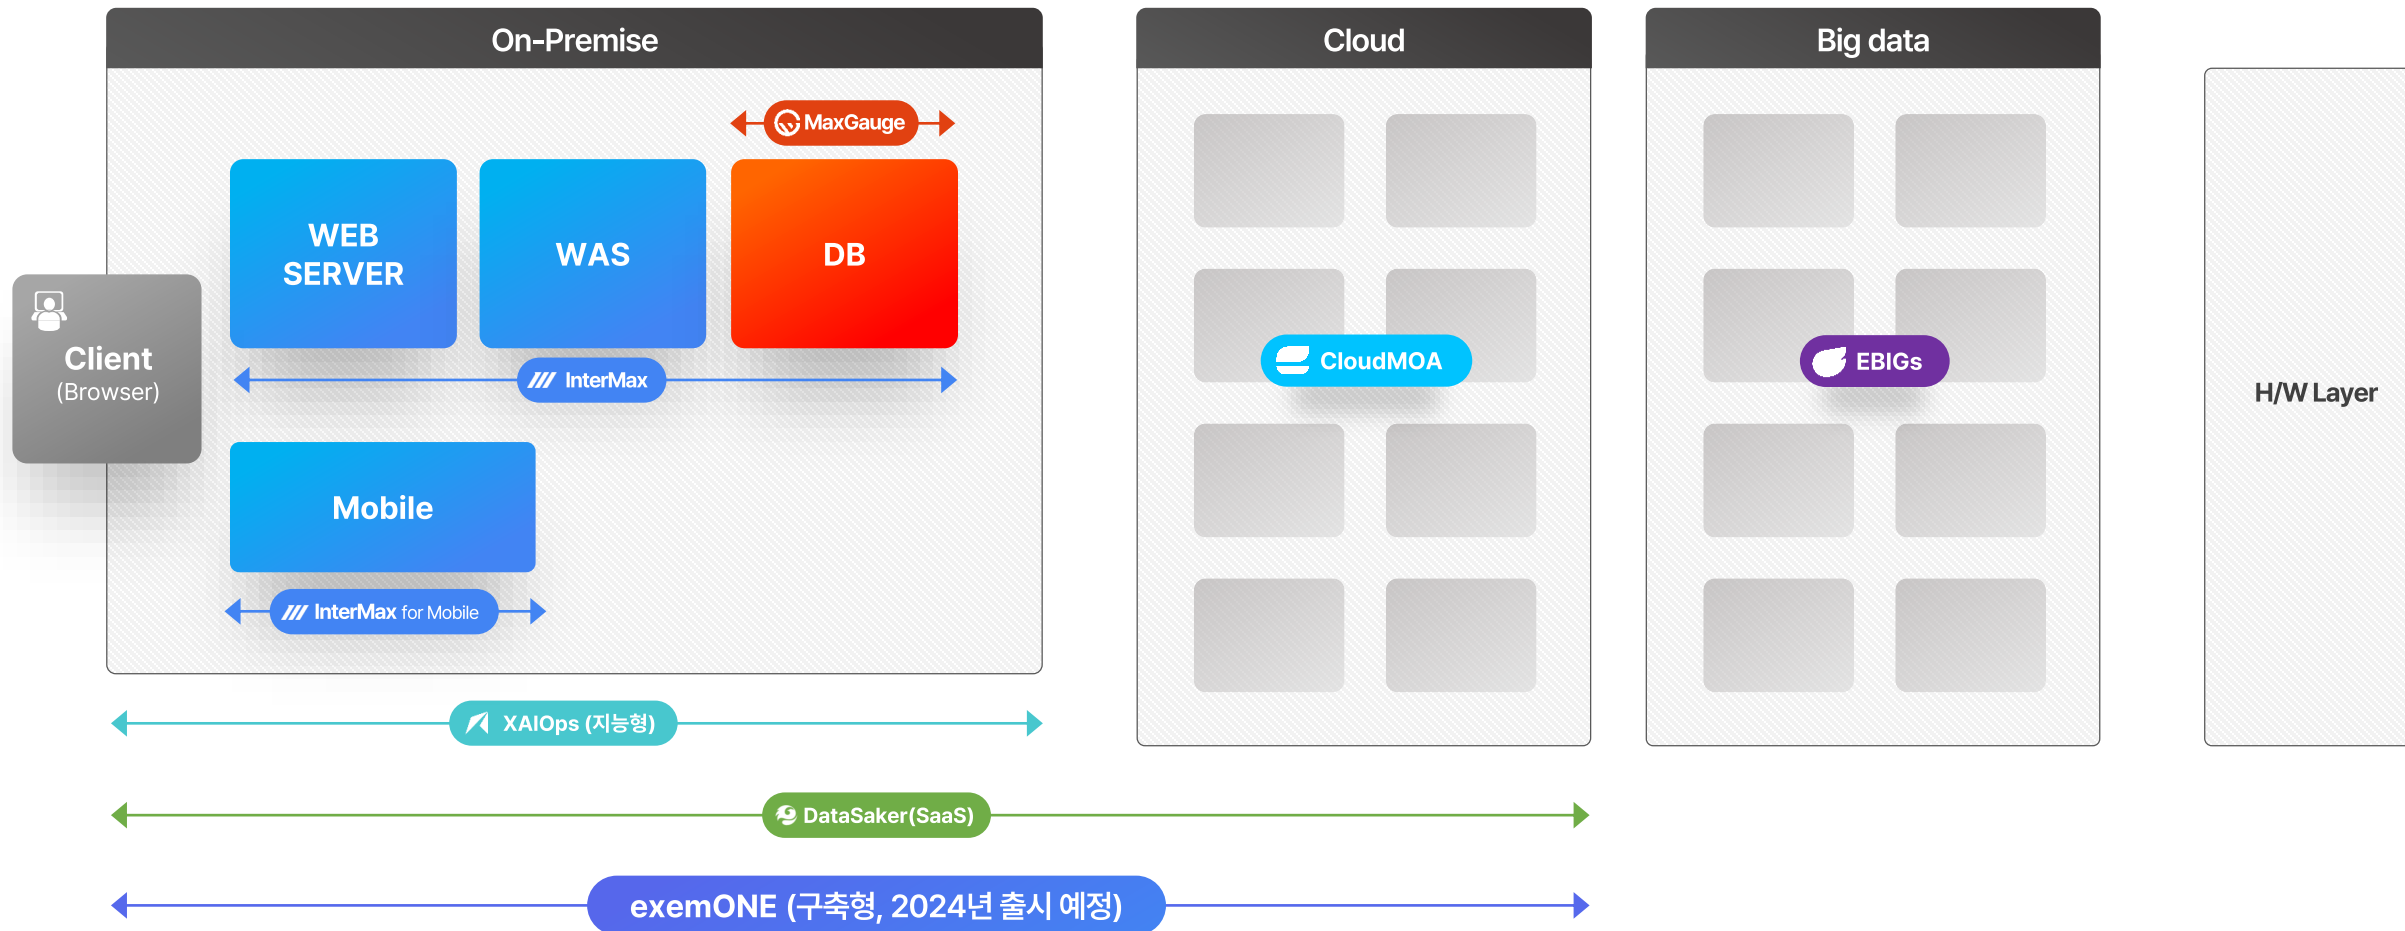 On-Premise
Cloud
Big data
MaxGauge
WEB
SERVER
WAS
DB
Client
(Browser)
InterMax
CloudMOA
EBIGs
H/W Layer
Mobile
InterMax for Mobile
XAIOps (지능형)
DataSaker(SaaS)
exemONE (구축형, 2024년 출시 예정)